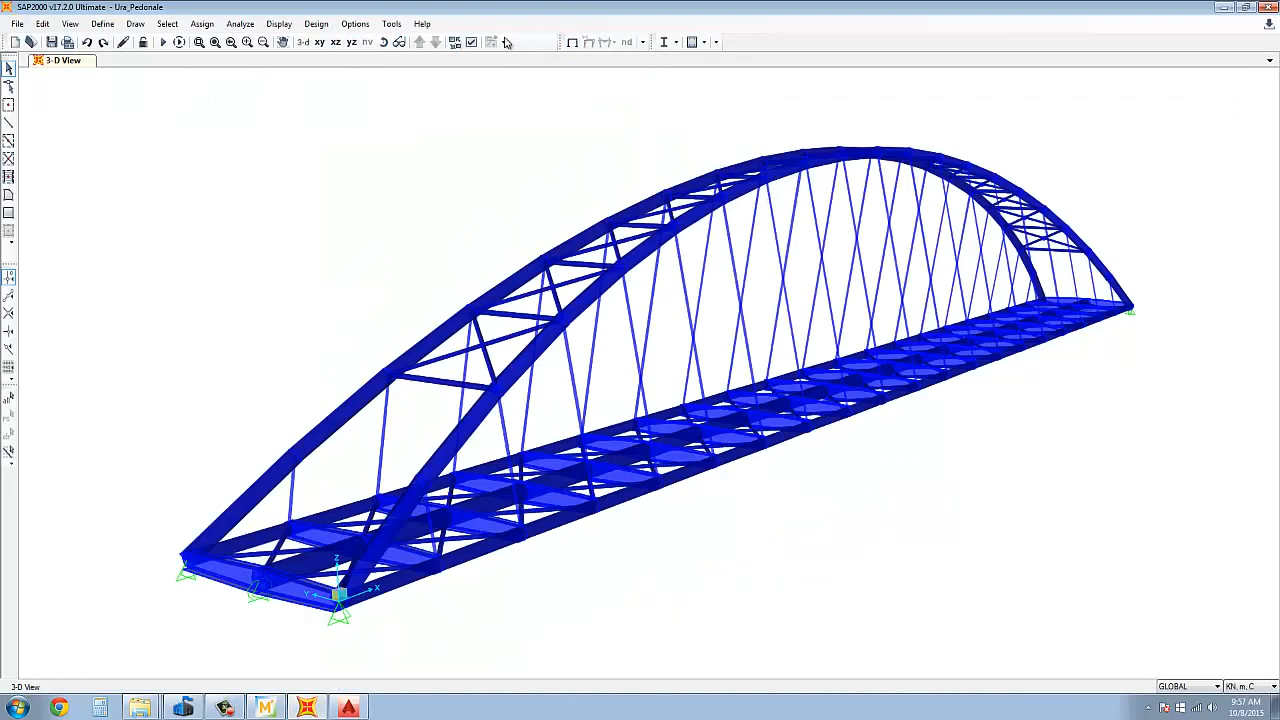 SAP2000 v17.2.0 Ultimate - Ura_Pedonale
File Edit View Define Draw Select Assign Analyze Display Design Options Tools Help
3-D xy xz yz nv nd
3-D View
Z
Y X
3-D View GLOBAL KN, m, C
9:57 AM
10/8/2015